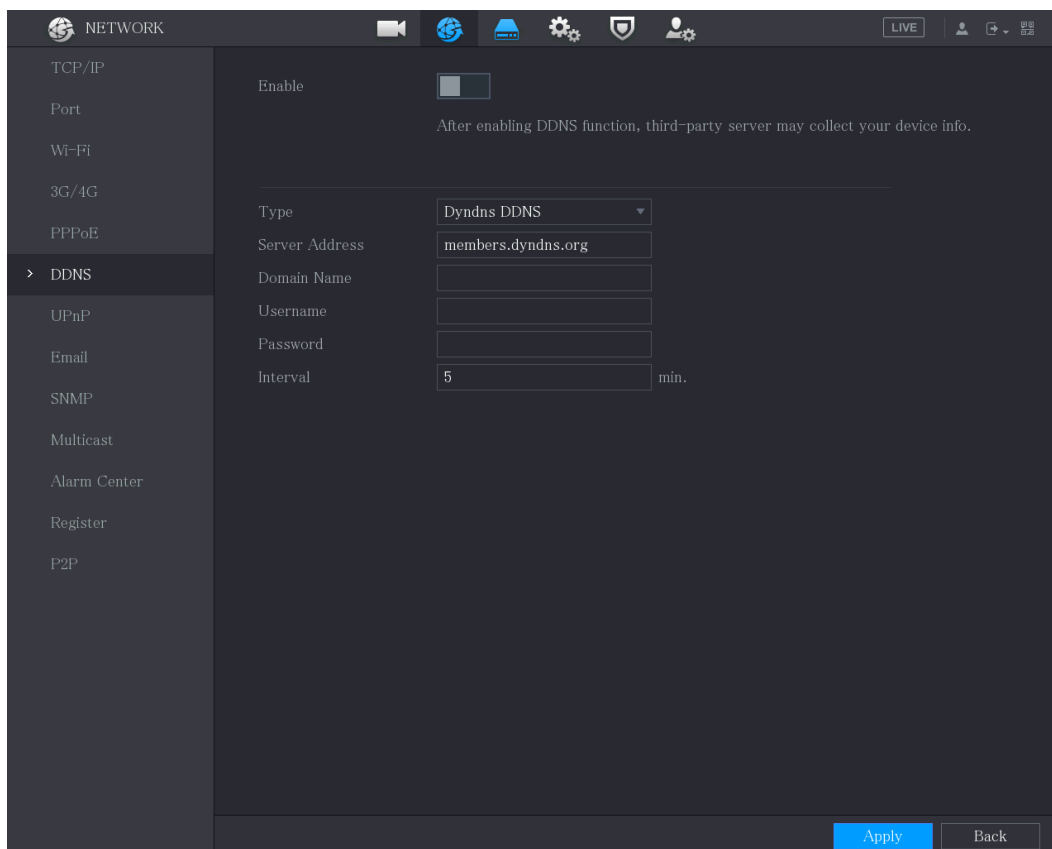 NETWORK
LIVE
TCP/IP
Port
Wi-Fi
3G/4G
PPPoE
DDNS
UPnP
Email
SNMP
Multicast
Alarm Center
Register
P2P
Enable
After enabling DDNS function, third-party server may collect your device info.
Type Dyndns DDNS
Server Address members.dyndns.org
Domain Name
Username
Password
Interval 5 min.
Apply Back